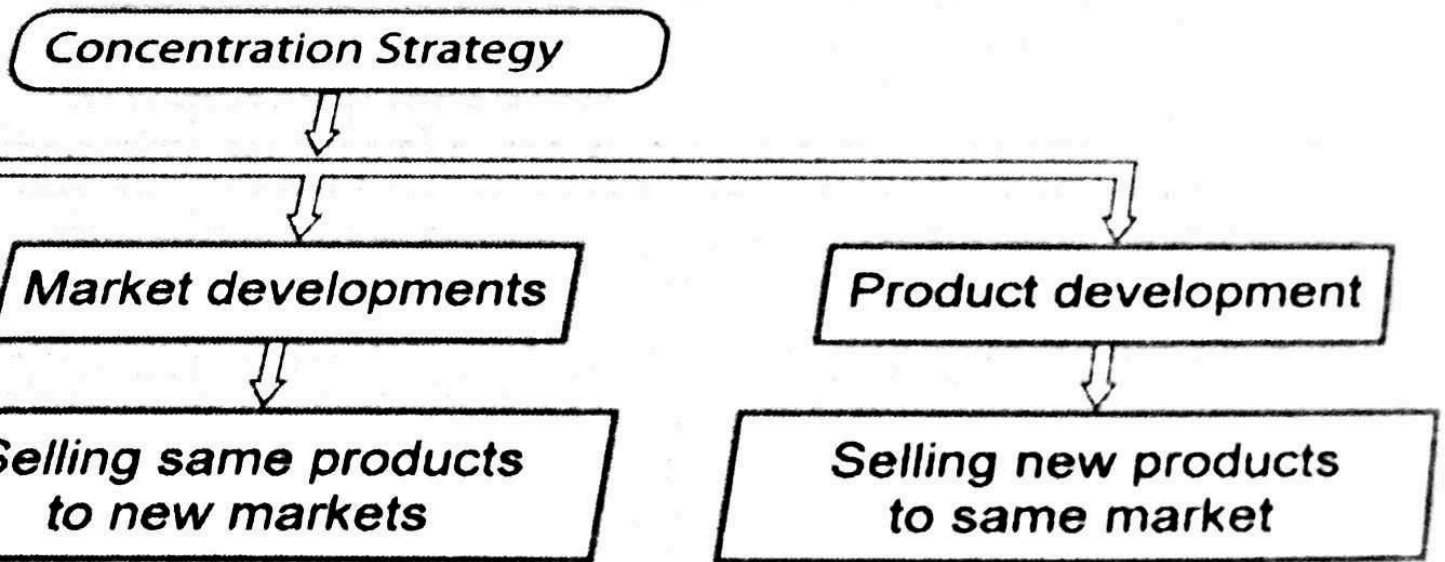 Concentration Strategy
Market developments
Product development
Selling same products
to new markets
Selling new products
to same market